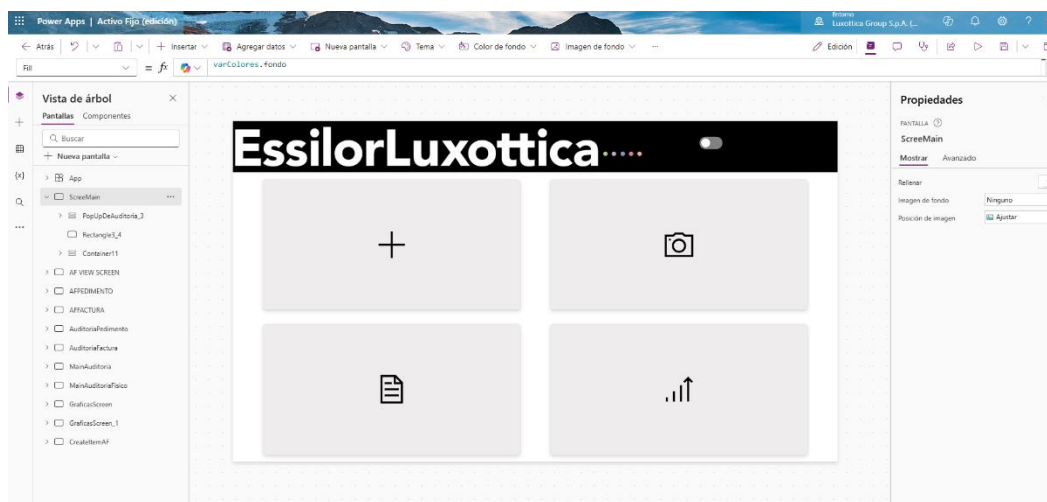 Power Apps | Activo Fijo (edición)
Entorno
Luxottica Group S.p.A. (...
Atrás
Insertar
Agregar datos
Nueva pantalla
Tema
Color de fondo
Imagen de fondo
Edición
Fill
= fx
varColores.fondo
Vista de árbol
Pantallas Componentes
Buscar
Nueva pantalla
App
ScreeMain
PopUpDeAuditoria_3
Rectangle3_4
Container11
AF VIEW SCREEN
AFPEDIMENTO
AFFACTURA
AuditoriaPedimento
AuditoriaFactura
MainAuditoria
MainAuditoriaFisico
GraficasScreen
GraficasScreen_1
CreateItemAF
EssilorLuxottica
Propiedades
PANTALLA
ScreeMain
Mostrar Avanzado
Rellenar
Imagen de fondo Ninguno
Posición de imagen Ajustar